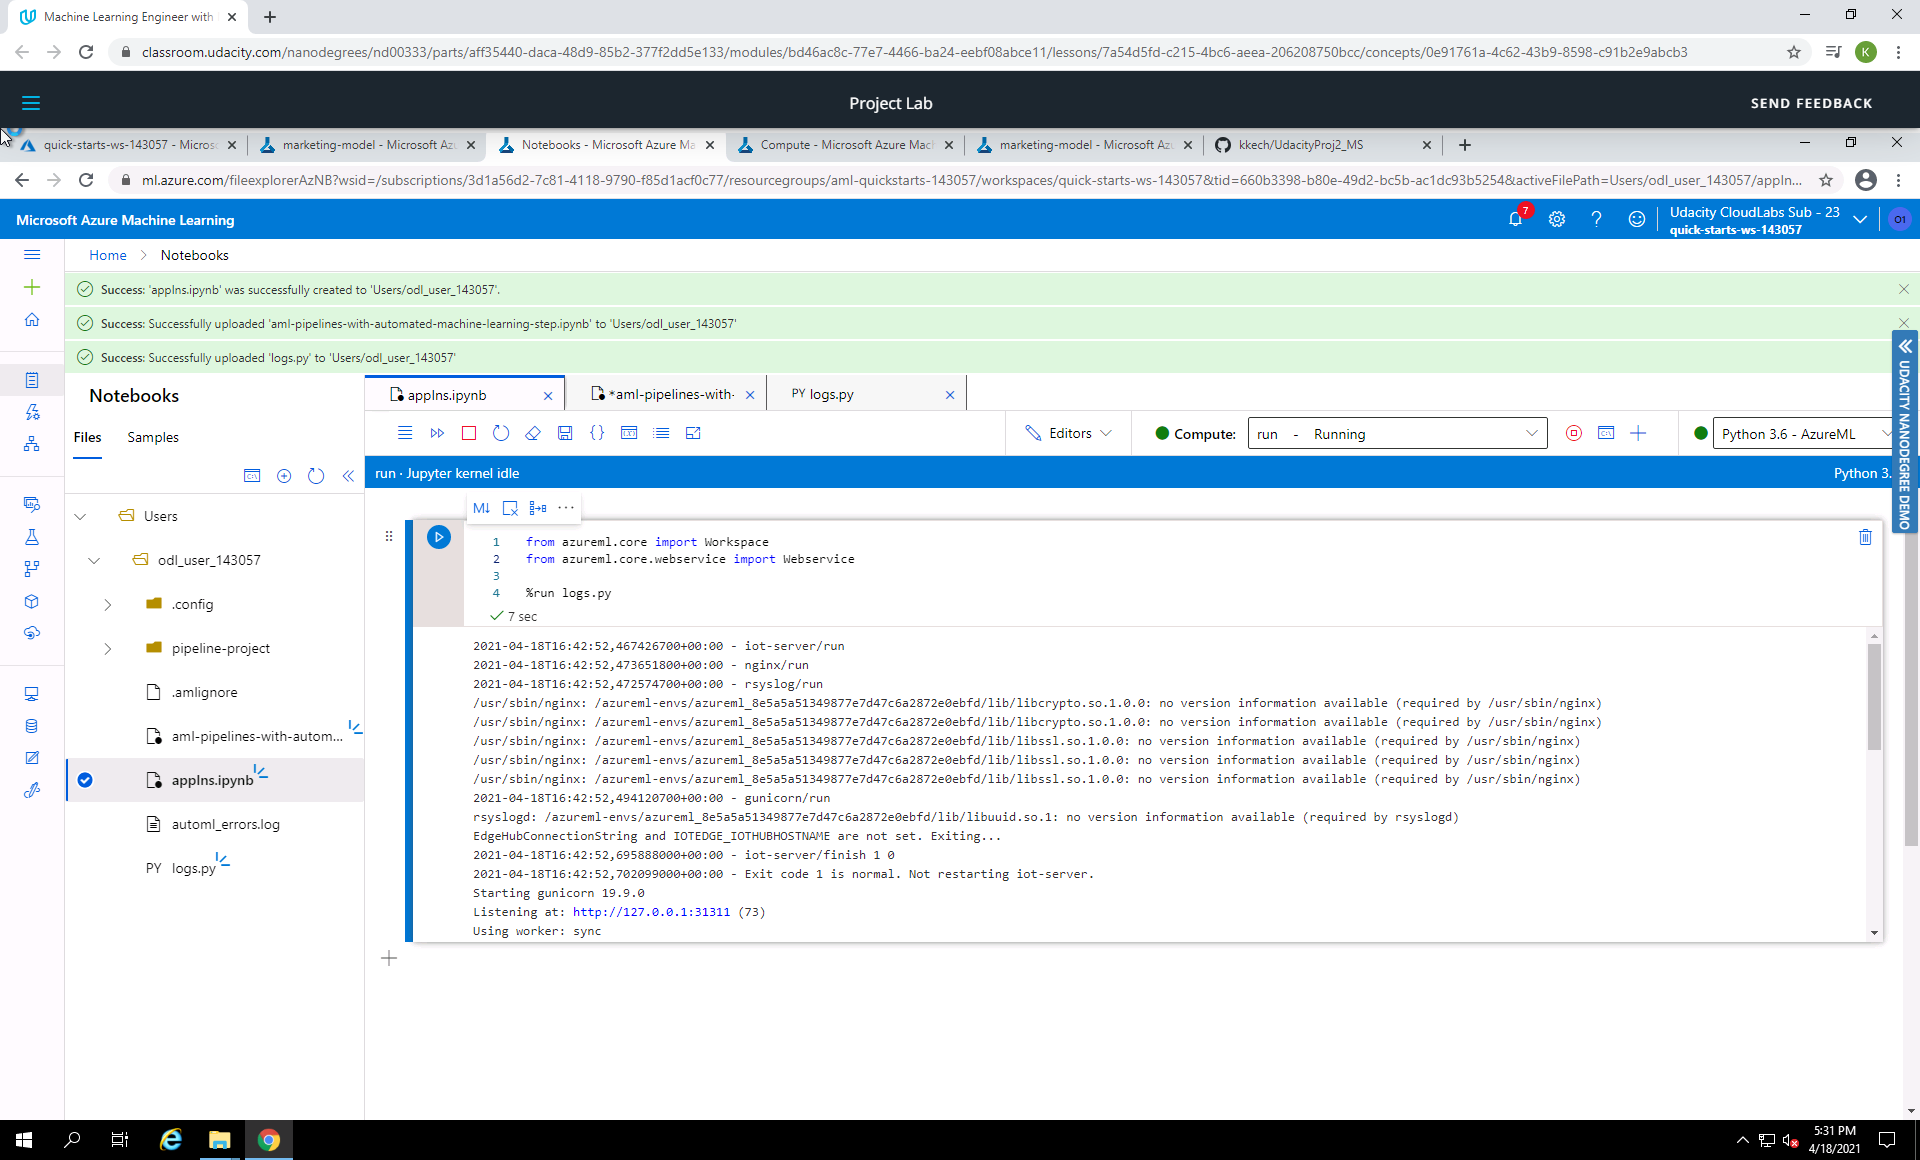 Machine Learning Engineer with
classroom.udacity.com/nanodegrees/nd00333/parts/aff35440-daca-48d9-85b2-377f2dd5e133/modules/bd46ac8c-77e7-4466-ba24-eebf08abce11/lessons/7a54d5fd-c215-4bc6-aeea-206208750bcc/concepts/0e91761a-4c62-43b9-8598-c91b2e9abcb3
K
Project Lab
SEND FEEDBACK
quick-starts-ws-143057 - Micros
marketing-model - Microsoft Az
Notebooks - Microsoft Azure Ma
Compute - Microsoft Azure Mac
marketing-model - Microsoft Az
kkech/UdacityProj2_MS
ml.azure.com/fileexplorerAzNB?wsid=/subscriptions/3d1a56d2-7c81-4118-9790-f85d1acf0c77/resourcegroups/aml-quickstarts-143057/workspaces/quick-starts-ws-143057&tid=660b3398-b80e-49d2-bc5b-ac1dc93b5254&activeFilePath=Users/odl_user_143057/appIn...
Microsoft Azure Machine Learning
7
Udacity CloudLabs Sub - 23
quick-starts-ws-143057
O1
Home
Notebooks
Success: 'appIns.ipynb' was successfully created to 'Users/odl_user_143057'.
Success: Successfully uploaded 'aml-pipelines-with-automated-machine-learning-step.ipynb' to 'Users/odl_user_143057'
Success: Successfully uploaded 'logs.py' to 'Users/odl_user_143057'
UDACITY NANODEGREE DEMO
Notebooks
Files
Samples
Users
odl_user_143057
.config
pipeline-project
.amlignore
aml-pipelines-with-autom...
appIns.ipynb
automl_errors.log
PY logs.py
appIns.ipynb
*aml-pipelines-with-
PY logs.py
Editors
Compute:
run - Running
Python 3.6 - AzureML
run · Jupyter kernel idle
Python 3.
M↓
1 from azureml.core import Workspace
2 from azureml.core.webservice import Webservice
3
4 %run logs.py
7 sec
2021-04-18T16:42:52,467426700+00:00 - iot-server/run
2021-04-18T16:42:52,473651800+00:00 - nginx/run
2021-04-18T16:42:52,472574700+00:00 - rsyslog/run
/usr/sbin/nginx: /azureml-envs/azureml_8e5a5a51349877e7d47c6a2872e0ebfd/lib/libcrypto.so.1.0.0: no version information available (required by /usr/sbin/nginx)
/usr/sbin/nginx: /azureml-envs/azureml_8e5a5a51349877e7d47c6a2872e0ebfd/lib/libcrypto.so.1.0.0: no version information available (required by /usr/sbin/nginx)
/usr/sbin/nginx: /azureml-envs/azureml_8e5a5a51349877e7d47c6a2872e0ebfd/lib/libssl.so.1.0.0: no version information available (required by /usr/sbin/nginx)
/usr/sbin/nginx: /azureml-envs/azureml_8e5a5a51349877e7d47c6a2872e0ebfd/lib/libssl.so.1.0.0: no version information available (required by /usr/sbin/nginx)
/usr/sbin/nginx: /azureml-envs/azureml_8e5a5a51349877e7d47c6a2872e0ebfd/lib/libssl.so.1.0.0: no version information available (required by /usr/sbin/nginx)
2021-04-18T16:42:52,494120700+00:00 - gunicorn/run
rsyslogd: /azureml-envs/azureml_8e5a5a51349877e7d47c6a2872e0ebfd/lib/libuuid.so.1: no version information available (required by rsyslogd)
EdgeHubConnectionString and IOTEDGE_IOTHUBHOSTNAME are not set. Exiting...
2021-04-18T16:42:52,695888000+00:00 - iot-server/finish 1 0
2021-04-18T16:42:52,702099000+00:00 - Exit code 1 is normal. Not restarting iot-server.
Starting gunicorn 19.9.0
Listening at: http://127.0.0.1:31311 (73)
Using worker: sync
5:31 PM
4/18/2021